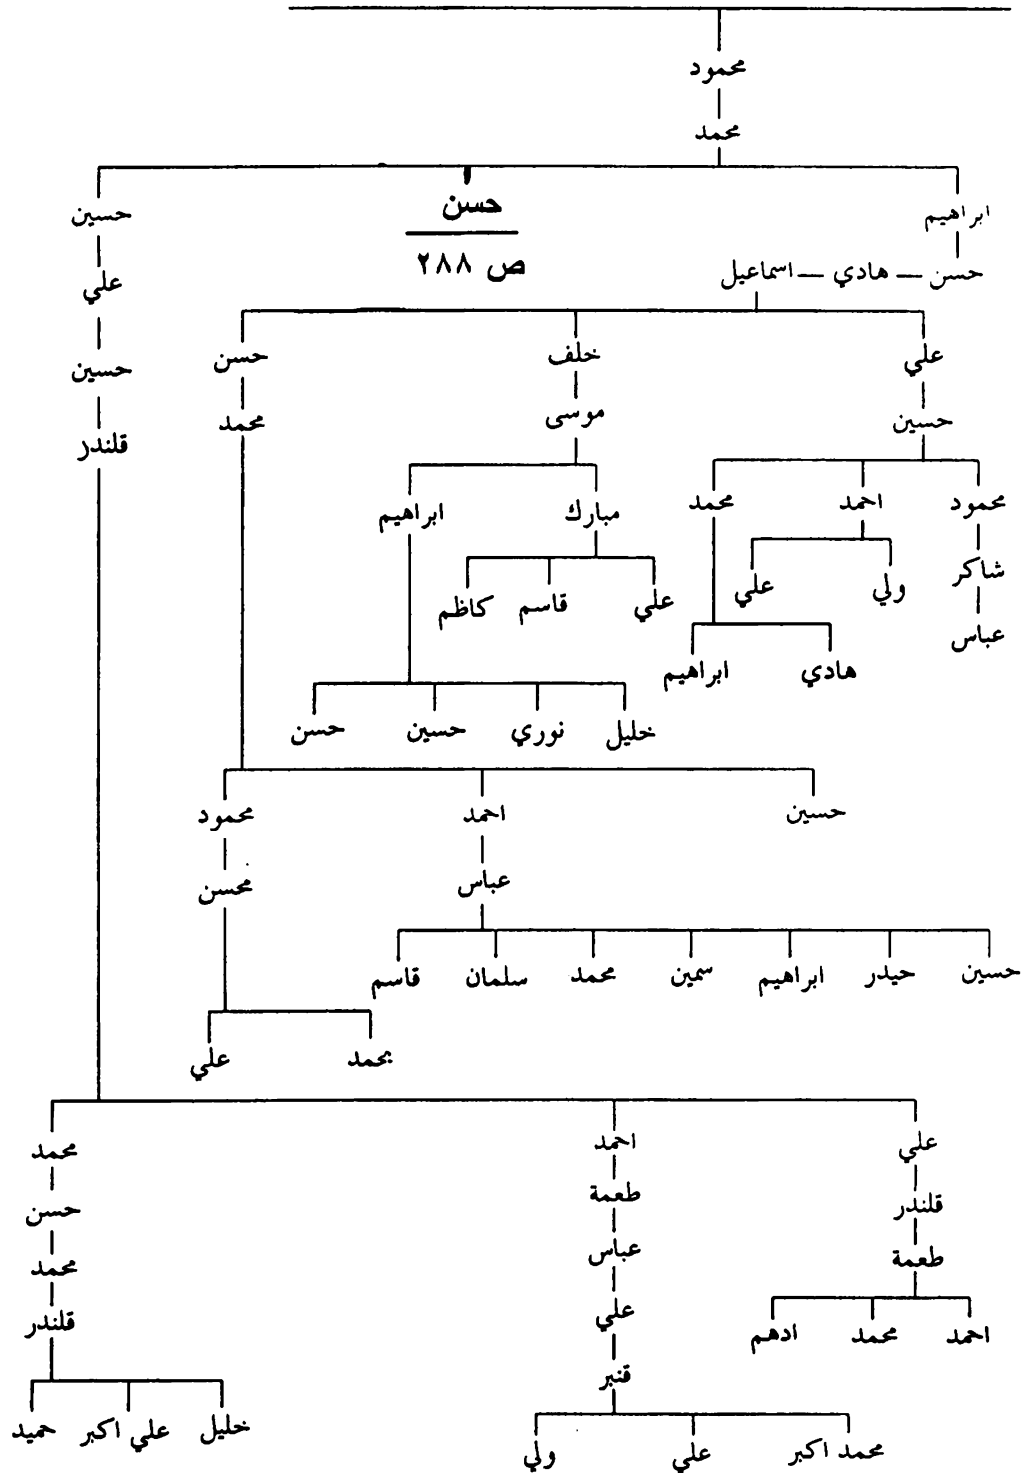 محمود
محمد
ابراهيم حسن حسين
ص ٢٨٨
حسن — هادي — اسماعيل علي
علي خلف حسن حسين
حسين موسى محمد قلندر
محمود احمد محمد مبارك ابراهيم
شاكر ولي علي علي قاسم كاظم
عباس
هادي ابراهيم
خليل نوري حسين حسن
حسين احمد محمود
عباس محسن
حسين حيدر ابراهيم سمين محمد سلمان قاسم
محمد علي
علي احمد محمد
قلندر طعمة حسن
طعمة عباس محمد
احمد محمد ادهم علي قلندر
قنبر
خليل علي اكبر حميد
محمد اكبر علي ولي